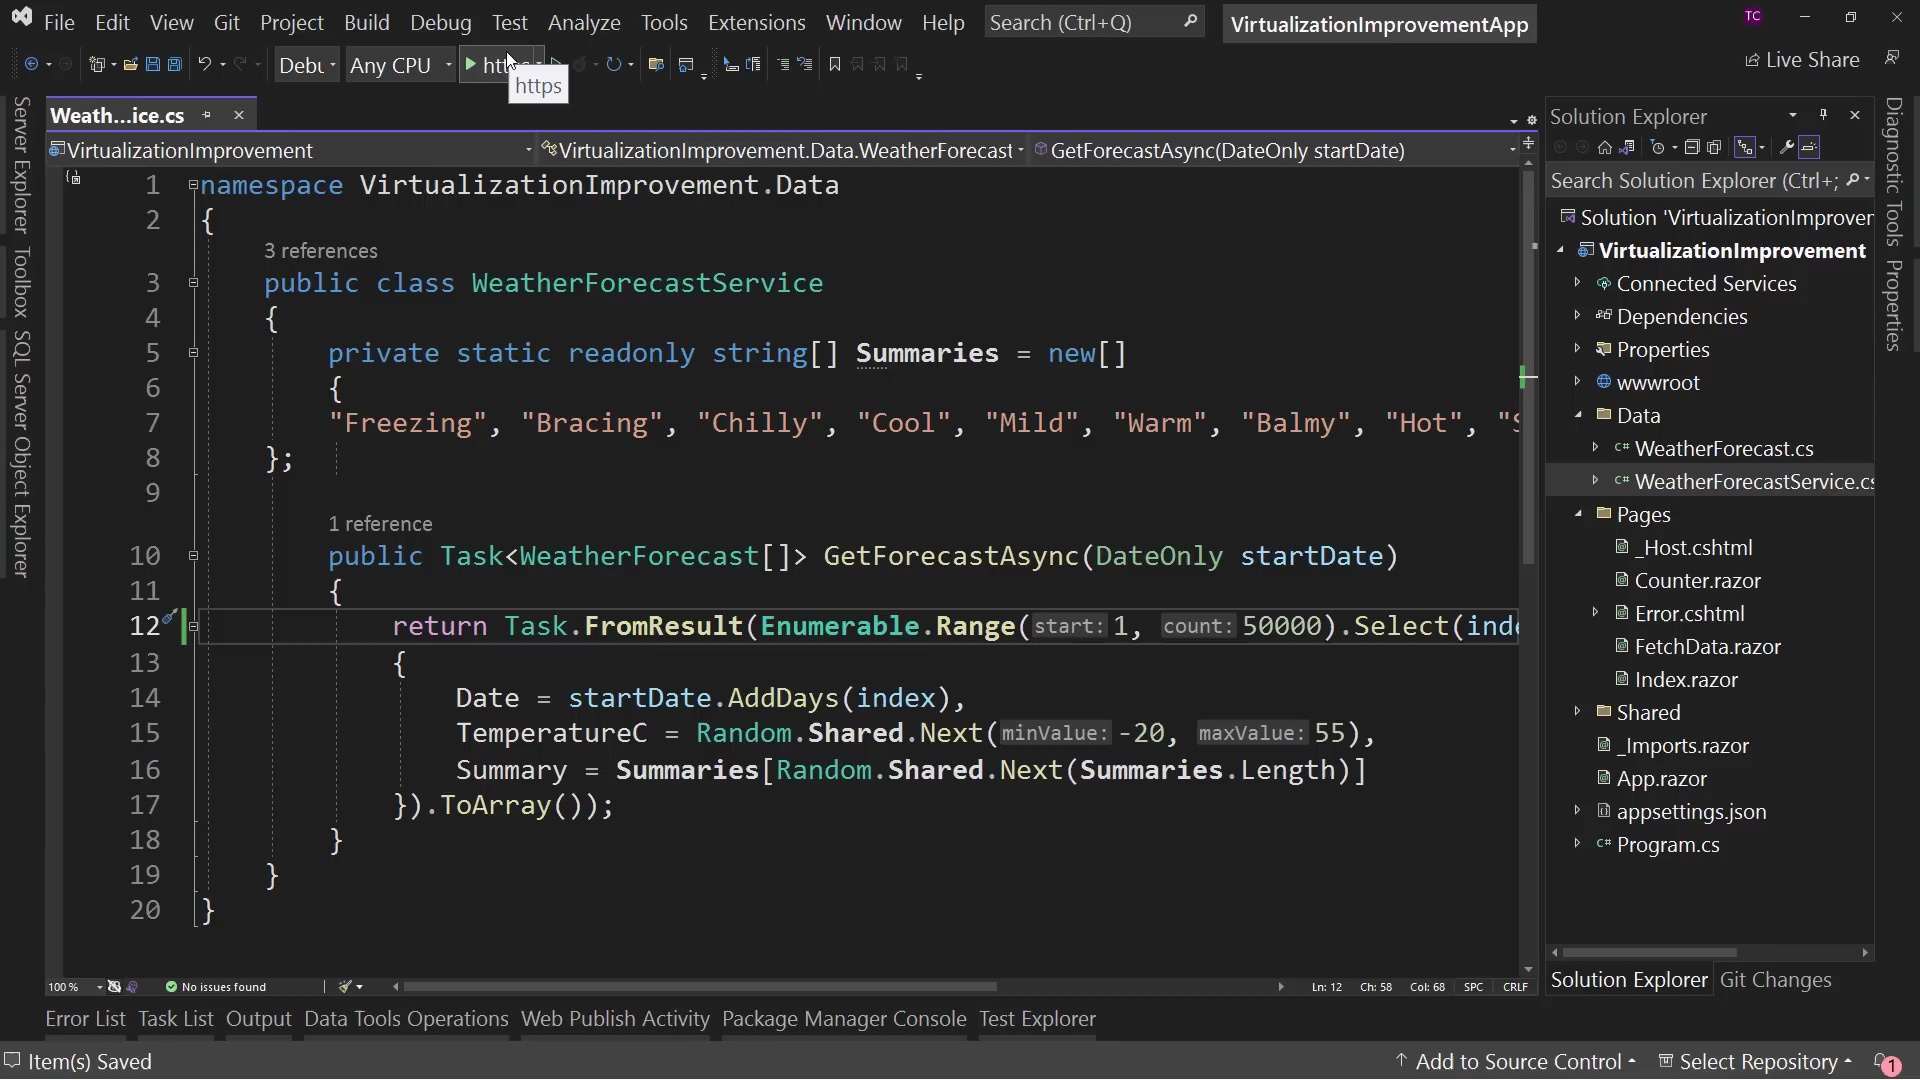 File Edit View Git Project Build Debug Test Analyze Tools Extensions Window Help Search (Ctrl+Q) VirtualizationImprovementApp TC
Any CPU Live Share
https
Weath...ice.cs
VirtualizationImprovement VirtualizationImprovement.Data.WeatherForecast GetForecastAsync(DateOnly startDate)
1 namespace VirtualizationImprovement.Data
2 {
3 references
3 public class WeatherForecastService
4 {
5 private static readonly string[] Summaries = new[]
6 {
7 "Freezing", "Bracing", "Chilly", "Cool", "Mild", "Warm", "Balmy", "Hot", "S
8 };
9
1 reference
10 public Task<WeatherForecast[]> GetForecastAsync(DateOnly startDate)
11 {
12 return Task.FromResult(Enumerable.Range(start: 1, count: 50000).Select(inde
13 {
14 Date = startDate.AddDays(index),
15 TemperatureC = Random.Shared.Next(minValue: -20, maxValue: 55),
16 Summary = Summaries[Random.Shared.Next(Summaries.Length)]
17 }).ToArray());
18 }
19 }
20 }
100 % No issues found Ln: 12 Ch: 58 Col: 68 SPC CRLF
Server Explorer
Toolbox
SQL Server Object Explorer
Solution Explorer
Search Solution Explorer (Ctrl+;
Solution 'VirtualizationImprovem
VirtualizationImprovement
Connected Services
Dependencies
Properties
wwwroot
Data
C# WeatherForecast.cs
C# WeatherForecastService.cs
Pages
_Host.cshtml
Counter.razor
Error.cshtml
FetchData.razor
Index.razor
Shared
_Imports.razor
App.razor
appsettings.json
C# Program.cs
Solution Explorer Git Changes
Diagnostic Tools
Properties
Error List Task List Output Data Tools Operations Web Publish Activity Package Manager Console Test Explorer
Item(s) Saved Add to Source Control Select Repository 1